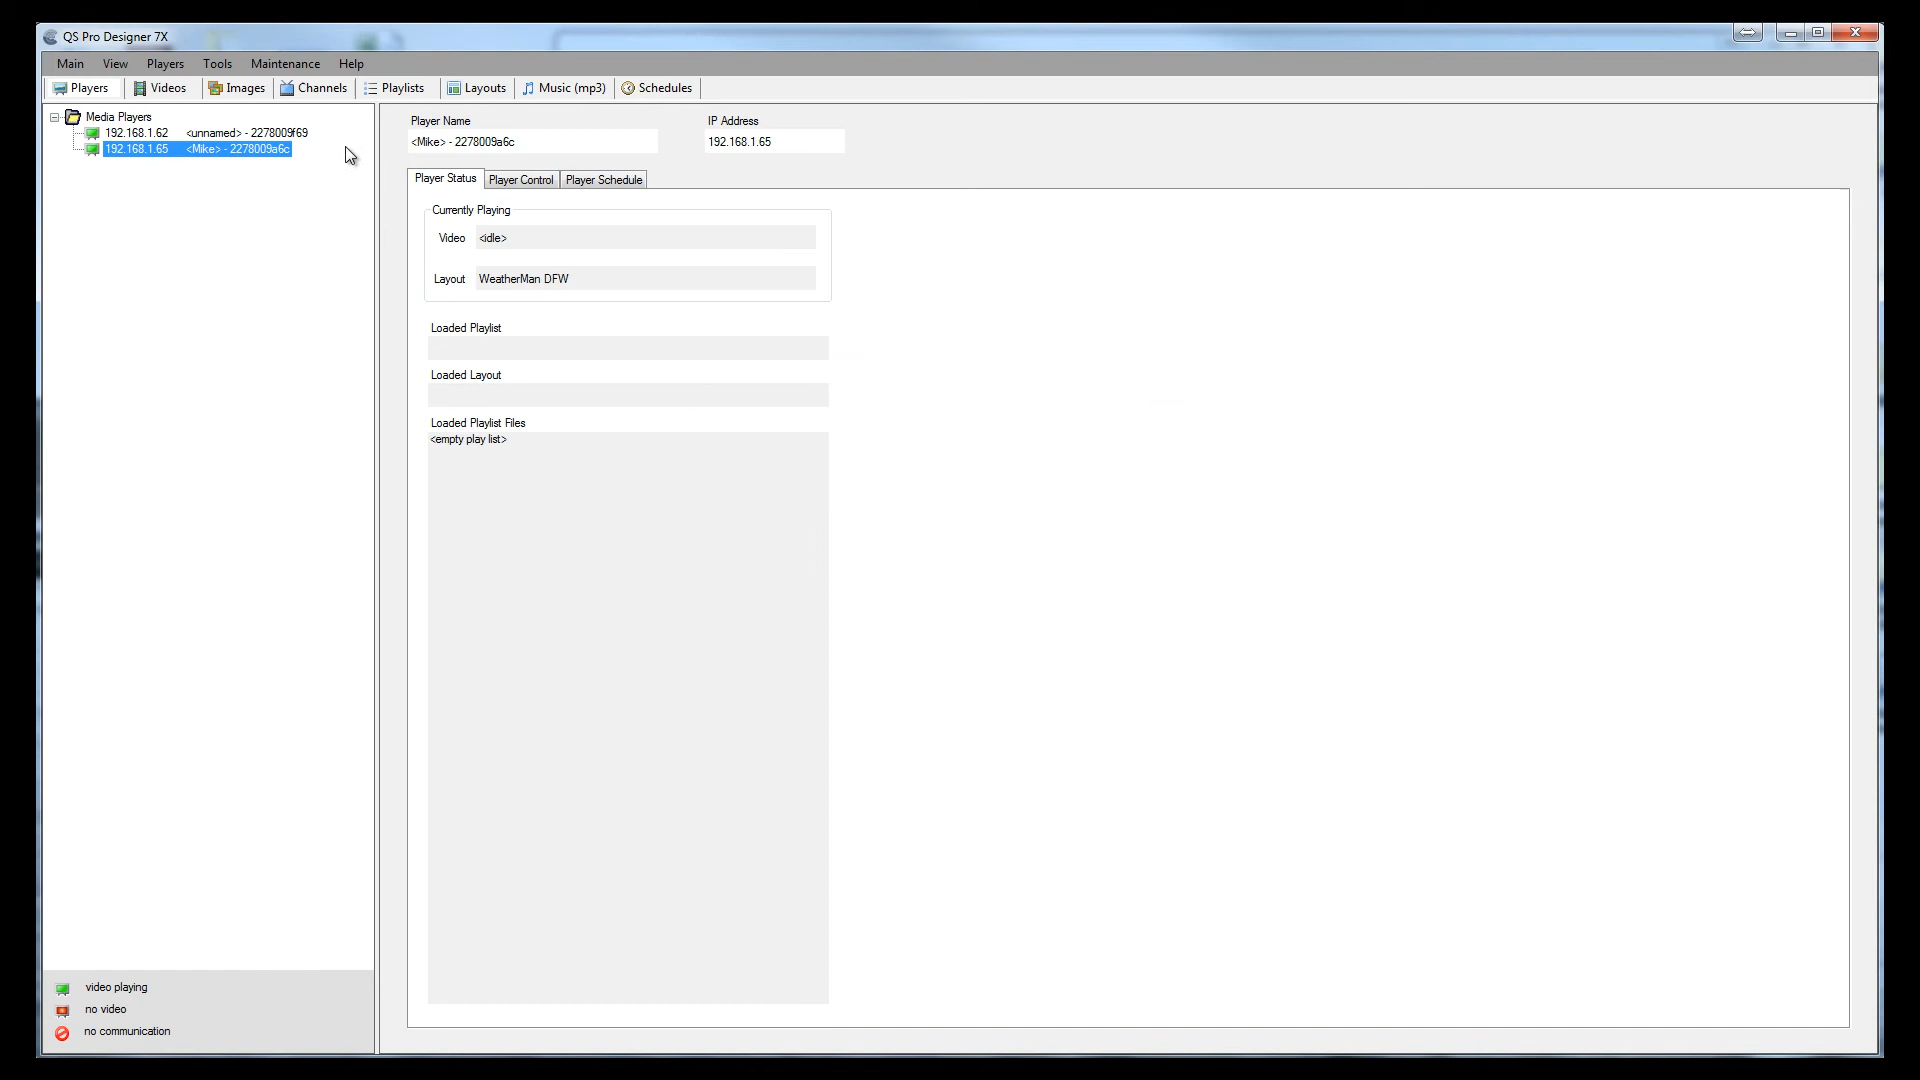 QS Pro Designer 7X
Main View Players Tools Maintenance Help
Players Videos Images Channels Playlists Layouts Music (mp3) Schedules
Media Players
192.168.1.62 <unnamed> - 2278009f69
192.168.1.65 <Mike> - 2278009a6c
Player Name IP Address
<Mike> - 2278009a6c 192.168.1.65
Player Status Player Control Player Schedule
Currently Playing
Video <idle>
Layout WeatherMan DFW
Loaded Playlist
Loaded Layout
Loaded Playlist Files
<empty play list>
video playing
no video
no communication